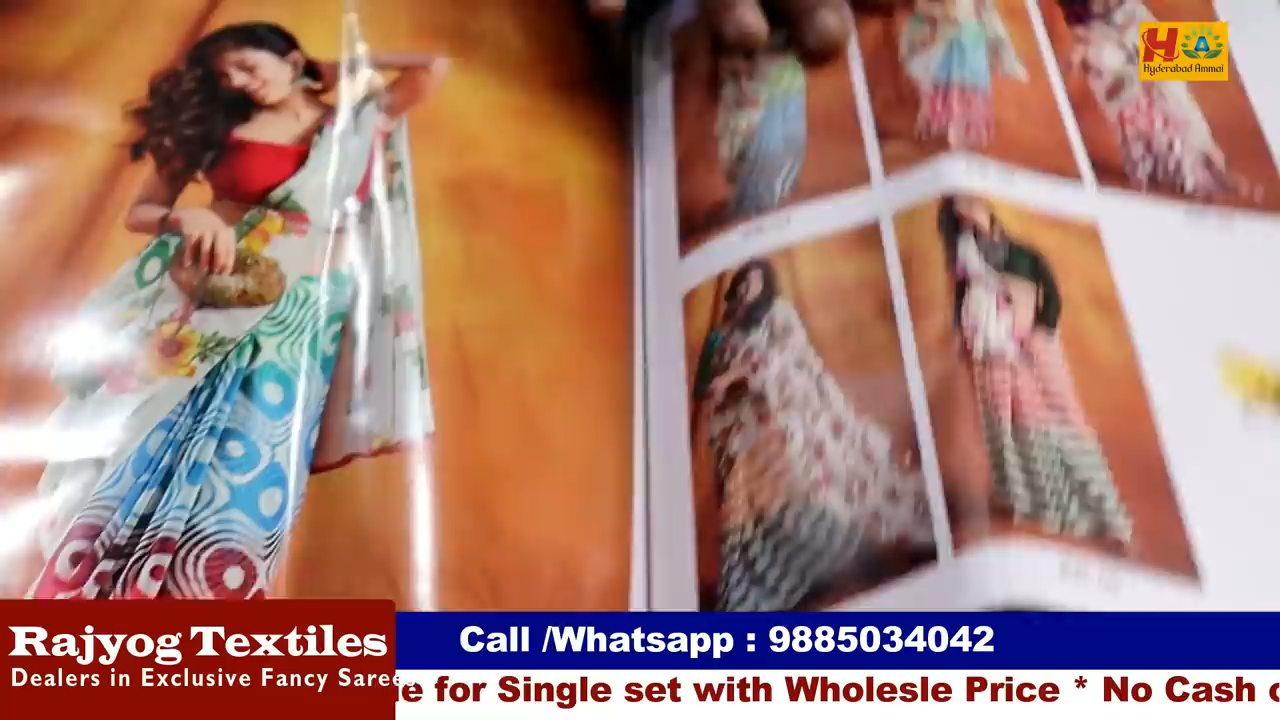 Hyderabad Ammai
Rajyog Textiles
Dealers in Exclusive Fancy Sarees
Call /Whatsapp : 9885034042
for Single set with Wholesle Price * No Cash